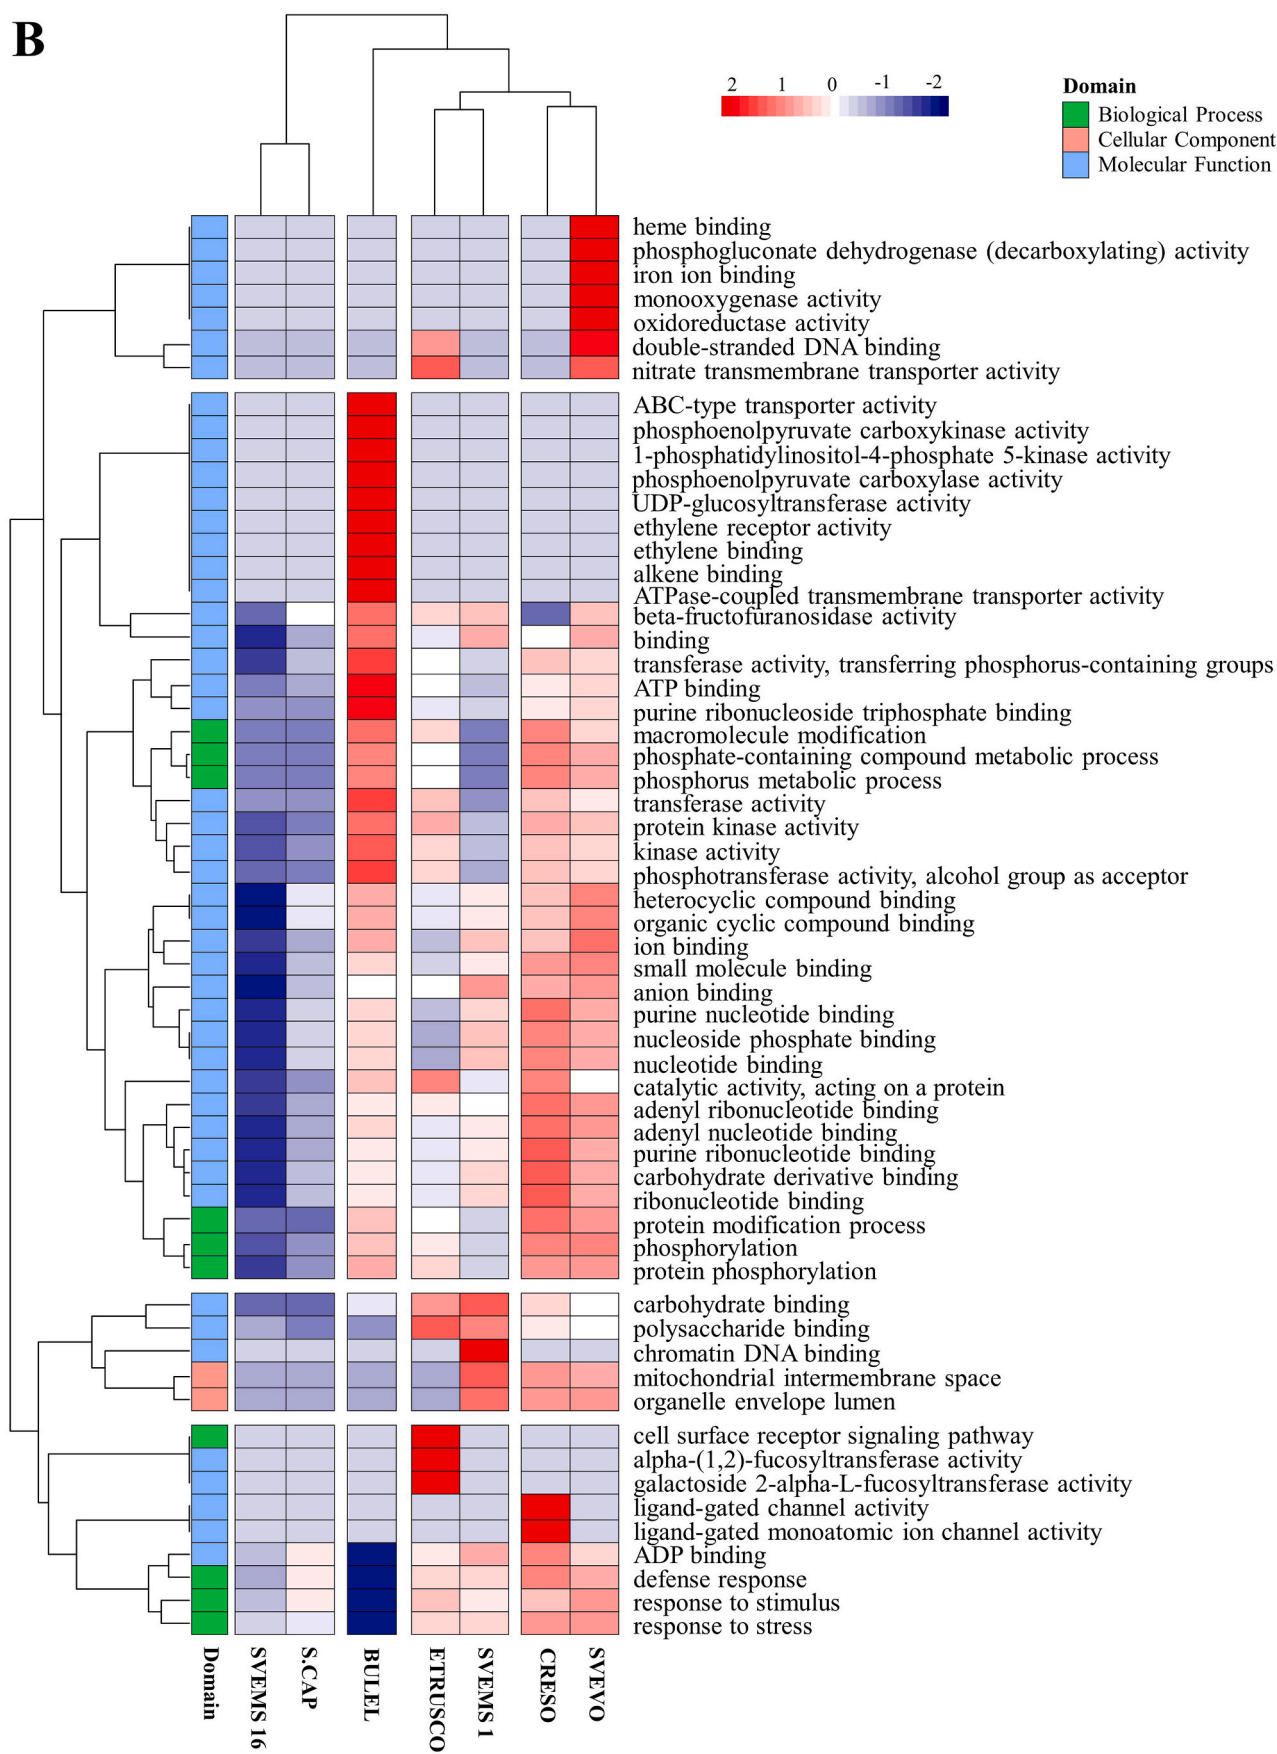 B
2 1 0 -1 -2
Domain
Biological Process
Cellular Component
Molecular Function
heme binding
phosphogluconate dehydrogenase (decarboxylating) activity
iron ion binding
monooxygenase activity
oxidoreductase activity
double-stranded DNA binding
nitrate transmembrane transporter activity
ABC-type transporter activity
phosphoenolpyruvate carboxykinase activity
1-phosphatidylinositol-4-phosphate 5-kinase activity
phosphoenolpyruvate carboxylase activity
UDP-glucosyltransferase activity
ethylene receptor activity
ethylene binding
alkene binding
ATPase-coupled transmembrane transporter activity
beta-fructofuranosidase activity
binding
transferase activity, transferring phosphorus-containing groups
ATP binding
purine ribonucleoside triphosphate binding
macromolecule modification
phosphate-containing compound metabolic process
phosphorus metabolic process
transferase activity
protein kinase activity
kinase activity
phosphotransferase activity, alcohol group as acceptor
heterocyclic compound binding
organic cyclic compound binding
ion binding
small molecule binding
anion binding
purine nucleotide binding
nucleoside phosphate binding
nucleotide binding
catalytic activity, acting on a protein
adenyl ribonucleotide binding
adenyl nucleotide binding
purine ribonucleotide binding
carbohydrate derivative binding
ribonucleotide binding
protein modification process
phosphorylation
protein phosphorylation
carbohydrate binding
polysaccharide binding
chromatin DNA binding
mitochondrial intermembrane space
organelle envelope lumen
cell surface receptor signaling pathway
alpha-(1,2)-fucosyltransferase activity
galactoside 2-alpha-L-fucosyltransferase activity
ligand-gated channel activity
ligand-gated monoatomic ion channel activity
ADP binding
defense response
response to stimulus
response to stress
Domain
SVEMS 16
S.CAP
BULEL
ETRUSCO
SVEMS 1
CRESO
SVEVO